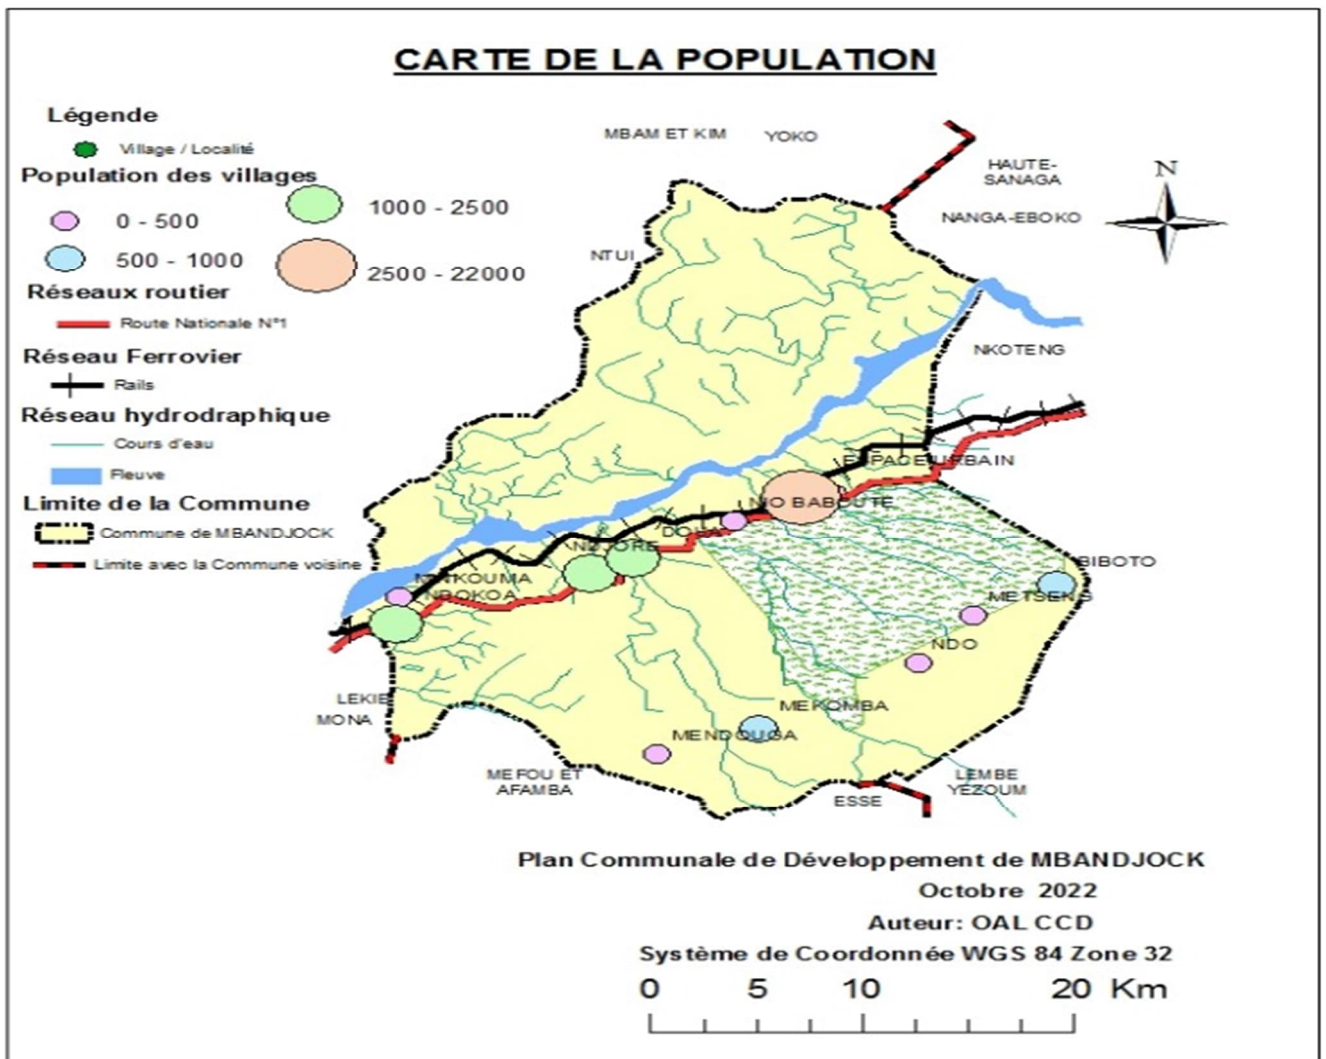 CARTE DE LA POPULATION
Légende
Village / Localité
Population des villages
0 - 500
500 - 1000
1000 - 2500
2500 - 22000
Réseaux routier
Route Nationale N°1
Réseau Ferrovier
Rails
Réseau hydrodraphique
Cours d'eau
Fleuve
Limite de la Commune
Commune de MBANDJOCK
Limite avec la Commune voisine
MBAM ET KIM
YOKO
HAUTE-
SANAGA
N
NANGA-EBOKO
NTUI
NKOTENG
ESPACE URBAIN
BABOUTE
BIBOTO
METSENG
NDO
MEKOMBA
MENDOUGA
LEKIE
MONA
MEFOU ET
AFAMBA
ESSE
LEMBE
YEZOUM
Plan Communale de Développement de MBANDJOCK
Octobre 2022
Auteur: OAL CCD
Système de Coordonnée WGS 84 Zone 32
0 5 10 20 Km